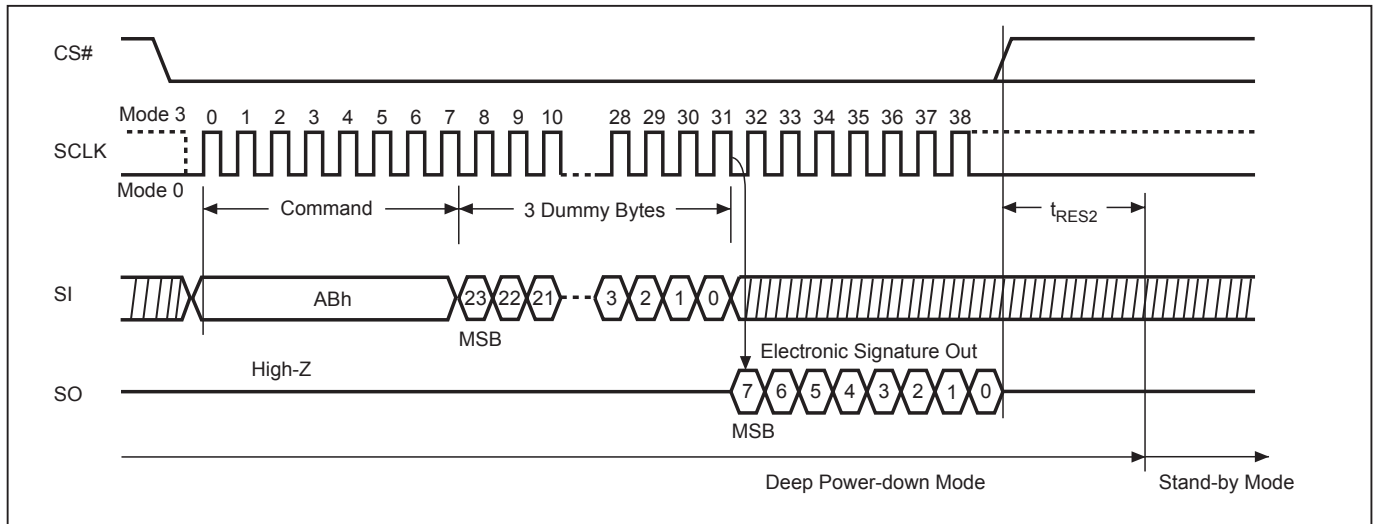 CS#
Mode 3 0 1 2 3 4 5 6 7 8 9 10 28 29 30 31 32 33 34 35 36 37 38
SCLK
Mode 0
Command 3 Dummy Bytes tRES2
SI ABh 23 22 21 3 2 1 0
MSB
Electronic Signature Out
High-Z
SO 7 6 5 4 3 2 1 0
MSB
Deep Power-down Mode Stand-by Mode